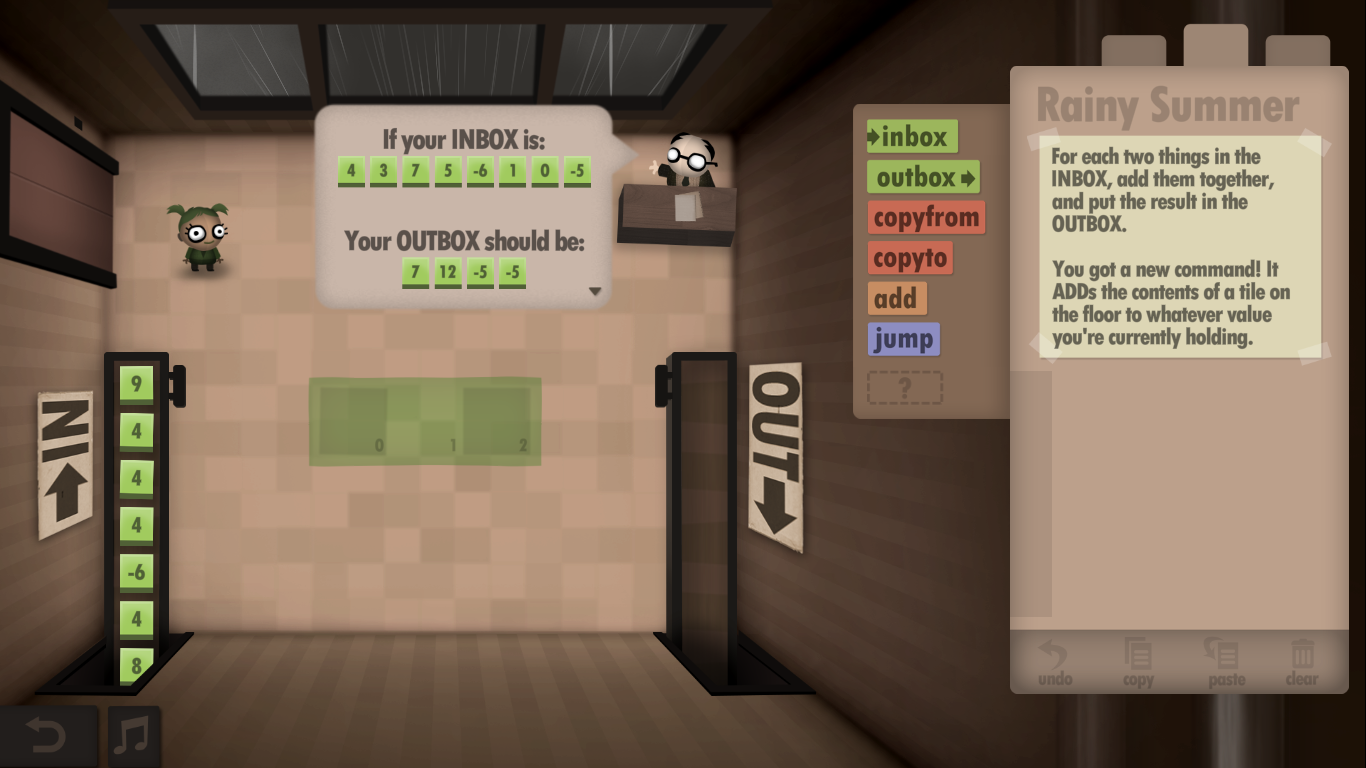 If your INBOX is:
4 3 7 5 -6 1 0 -5
Your OUTBOX should be:
7 12 -5 -5
IN
9
4
4
4
-6
4
8
0 1 2
OUT
inbox
outbox
copyfrom
copyto
add
jump
?
Rainy Summer
For each two things in the
INBOX, add them together,
and put the result in the
OUTBOX.
You got a new command! It
ADDs the contents of a tile on
the floor to whatever value
you're currently holding.
undo copy paste clear